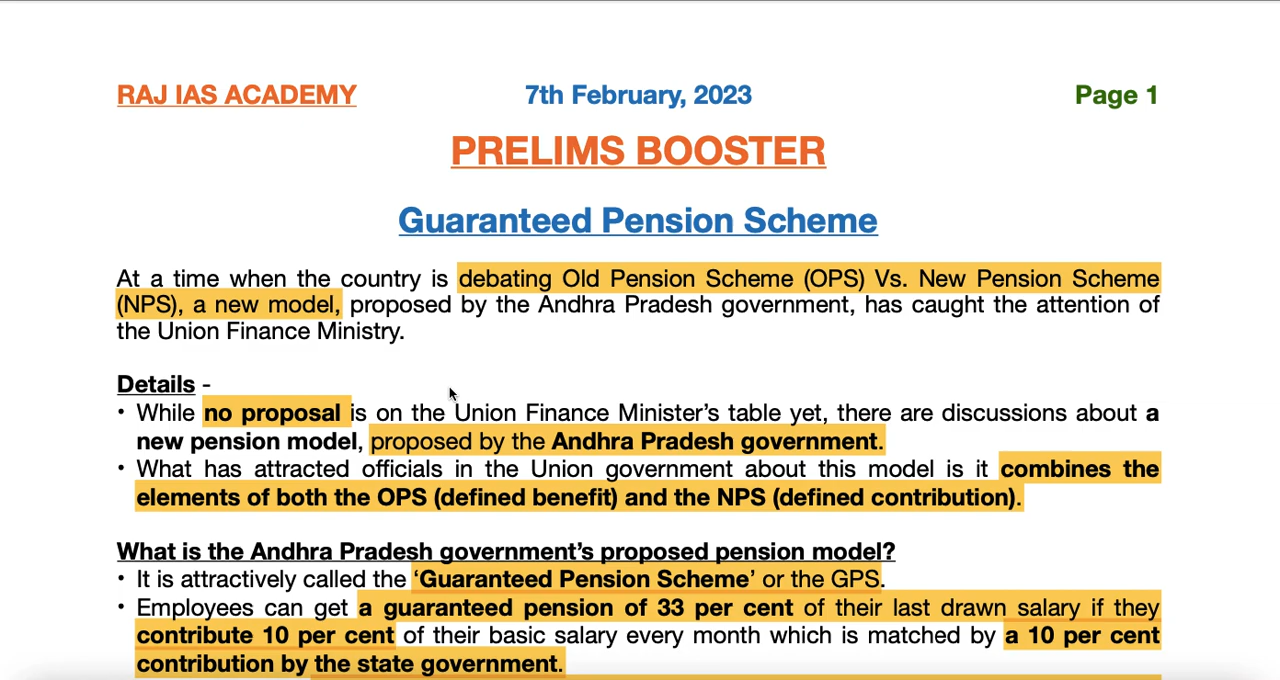 RAJ IAS ACADEMY 7th February, 2023 Page 1
PRELIMS BOOSTER
Guaranteed Pension Scheme
At a time when the country is debating Old Pension Scheme (OPS) Vs. New Pension Scheme
(NPS), a new model, proposed by the Andhra Pradesh government, has caught the attention of
the Union Finance Ministry.
Details -
• While no proposal is on the Union Finance Minister’s table yet, there are discussions about a
new pension model, proposed by the Andhra Pradesh government.
• What has attracted officials in the Union government about this model is it combines the
elements of both the OPS (defined benefit) and the NPS (defined contribution).
What is the Andhra Pradesh government’s proposed pension model?
• It is attractively called the ‘Guaranteed Pension Scheme’ or the GPS.
• Employees can get a guaranteed pension of 33 per cent of their last drawn salary if they
contribute 10 per cent of their basic salary every month which is matched by a 10 per cent
contribution by the state government.